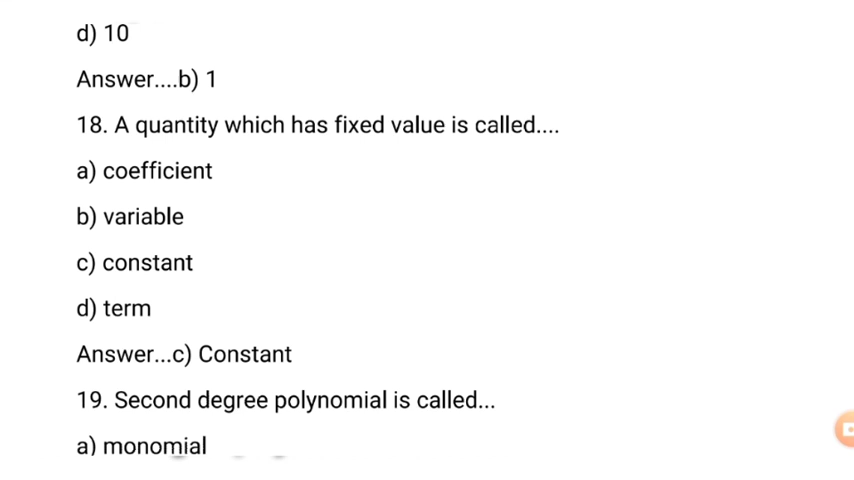 d) 10
Answer....b) 1
18. A quantity which has fixed value is called....
a) coefficient
b) variable
c) constant
d) term
Answer...c) Constant
19. Second degree polynomial is called...
a) monomial